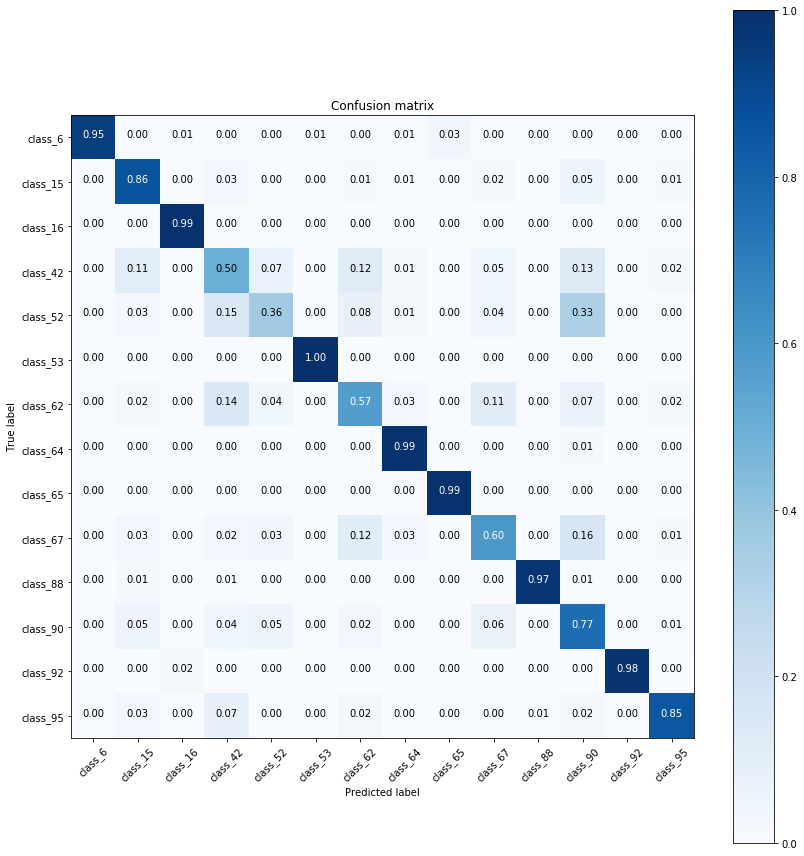 Confusion matrix
class_6 0.95 0.00 0.01 0.00 0.00 0.01 0.00 0.01 0.03 0.00 0.00 0.00 0.00 0.00
class_15 0.00 0.86 0.00 0.03 0.00 0.00 0.01 0.01 0.00 0.02 0.00 0.05 0.00 0.01
class_16 0.00 0.00 0.99 0.00 0.00 0.00 0.00 0.00 0.00 0.00 0.00 0.00 0.00 0.00
class_42 0.00 0.11 0.00 0.50 0.07 0.00 0.12 0.01 0.00 0.05 0.00 0.13 0.00 0.02
class_52 0.00 0.03 0.00 0.15 0.36 0.00 0.08 0.01 0.00 0.04 0.00 0.33 0.00 0.00
class_53 0.00 0.00 0.00 0.00 0.00 1.00 0.00 0.00 0.00 0.00 0.00 0.00 0.00 0.00
class_62 0.00 0.02 0.00 0.14 0.04 0.00 0.57 0.03 0.00 0.11 0.00 0.07 0.00 0.02
class_64 0.00 0.00 0.00 0.00 0.00 0.00 0.00 0.99 0.00 0.00 0.00 0.01 0.00 0.00
class_65 0.00 0.00 0.00 0.00 0.00 0.00 0.00 0.00 0.99 0.00 0.00 0.00 0.00 0.00
class_67 0.00 0.03 0.00 0.02 0.03 0.00 0.12 0.03 0.00 0.60 0.00 0.16 0.00 0.01
class_88 0.00 0.01 0.00 0.01 0.00 0.00 0.00 0.00 0.00 0.00 0.97 0.01 0.00 0.00
class_90 0.00 0.05 0.00 0.04 0.05 0.00 0.02 0.00 0.00 0.06 0.00 0.77 0.00 0.01
class_92 0.00 0.00 0.02 0.00 0.00 0.00 0.00 0.00 0.00 0.00 0.00 0.00 0.98 0.00
class_95 0.00 0.03 0.00 0.07 0.00 0.00 0.02 0.00 0.00 0.00 0.01 0.02 0.00 0.85
True label
class_6 class_15 class_16 class_42 class_52 class_53 class_62 class_64 class_65 class_67 class_88 class_90 class_92 class_95
Predicted label
1.0
0.8
0.6
0.4
0.2
0.0